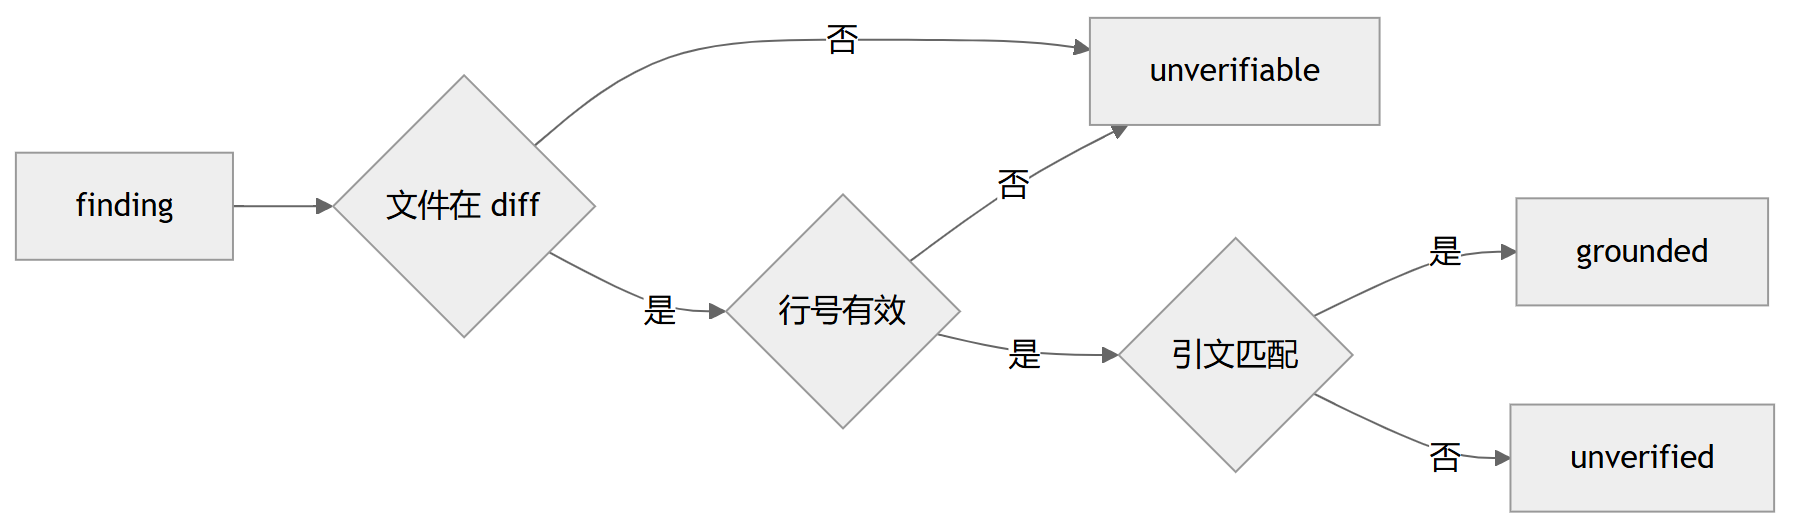 finding
文件在 diff
否
是
行号有效
否
是
unverifiable
引文匹配
是
否
grounded
unverified